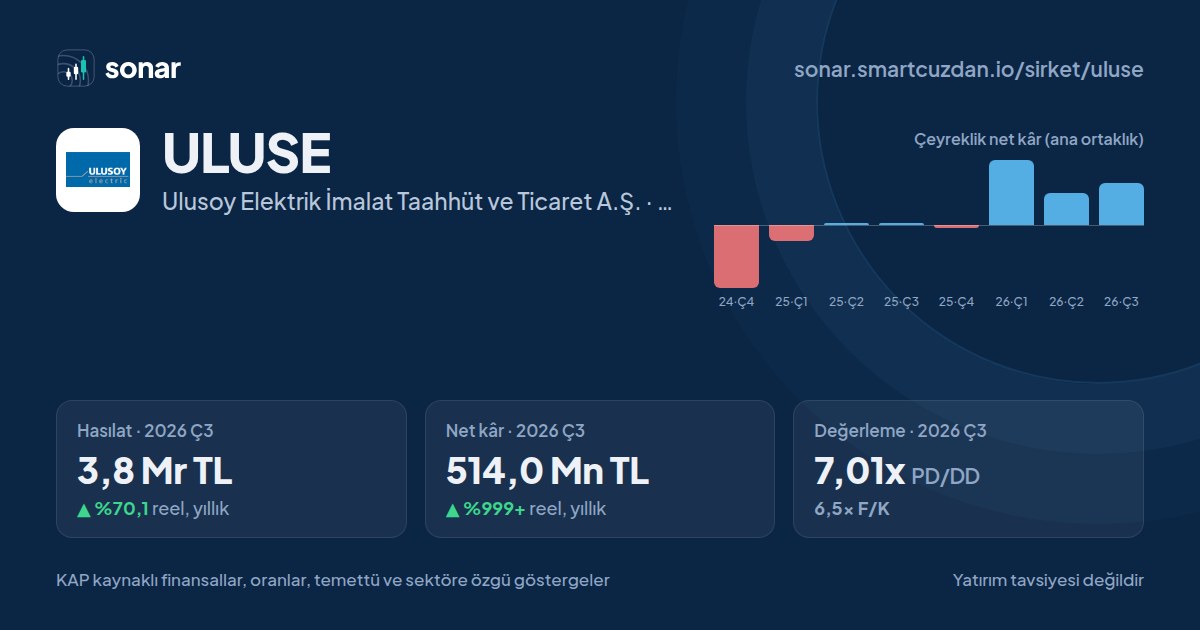 sonar
sonar.smartcuzdan.io/sirket/uluse
ULUSOY
electric
ULUSE
Ulusoy Elektrik İmalat Taahhüt ve Ticaret A.Ş. · ...
Çeyreklik net kâr (ana ortaklık)
24·Ç4 25·Ç1 25·Ç2 25·Ç3 25·Ç4 26·Ç1 26·Ç2 26·Ç3
Hasılat · 2026 Ç3
3,8 Mr TL
▲ %70,1 reel, yıllık
Net kâr · 2026 Ç3
514,0 Mn TL
▲ %999+ reel, yıllık
Değerleme · 2026 Ç3
7,01x PD/DD
6,5× F/K
KAP kaynaklı finansallar, oranlar, temettü ve sektöre özgü göstergeler
Yatırım tavsiyesi değildir